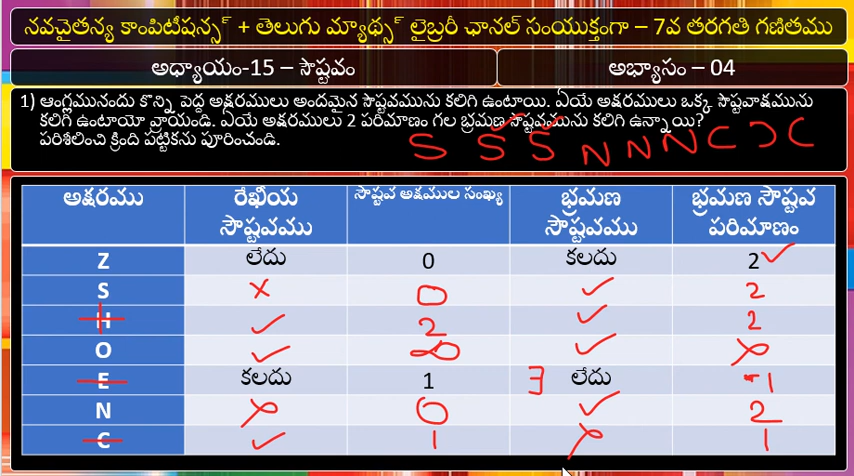 నవచైతన్య కాంపిటీషన్స్ + తెలుగు మ్యాథ్స్ లైబ్రరీ ఛానల్ సంయుక్తంగా – 7వ తరగతి గణితము
అధ్యాయం-15 – సౌష్టవం అభ్యాసం – 04
1) ఆంగ్లమునందు కొన్ని పెద్ద అక్షరములు అందమైన సౌష్టవమును కలిగి ఉంటాయి. ఏయే అక్షరములు ఒక్క సౌష్టవాక్షమును
కలిగి ఉంటాయో వ్రాయండి. ఏయే అక్షరములు 2 పరిమాణం గల భ్రమణ సౌష్టవమును కలిగి ఉన్నాయి?
పరిశీలించి క్రింది పట్టికను పూరించండి.
S S S N N N C C
అక్షరము రేఖీయ సౌష్టవము సౌష్టవ అక్షముల సంఖ్య భ్రమణ సౌష్టవము భ్రమణ సౌష్టవ పరిమాణం
Z లేదు 0 కలదు 2 ✓
S × 0 ✓ 2
H ✓ 2 ✓ 2
O ✓ ∞ ✓
E కలదు 1 లేదు 1
N × 0 ✓ 2
C ✓ 1 × 1